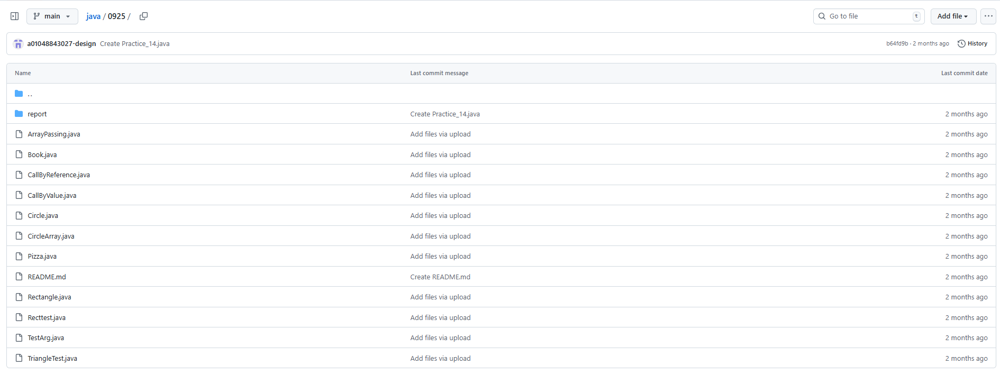 main java / 0925 / Go to file t Add file ...
a01048843027-design Create Practice_14.java b64fd9b · 2 months ago History
Name Last commit message Last commit date
..
report Create Practice_14.java 2 months ago
ArrayPassing.java Add files via upload 2 months ago
Book.java Add files via upload 2 months ago
CallByReference.java Add files via upload 2 months ago
CallByValue.java Add files via upload 2 months ago
Circle.java Add files via upload 2 months ago
CircleArray.java Add files via upload 2 months ago
Pizza.java Add files via upload 2 months ago
README.md Create README.md 2 months ago
Rectangle.java Add files via upload 2 months ago
Recttest.java Add files via upload 2 months ago
TestArg.java Add files via upload 2 months ago
TriangleTest.java Add files via upload 2 months ago